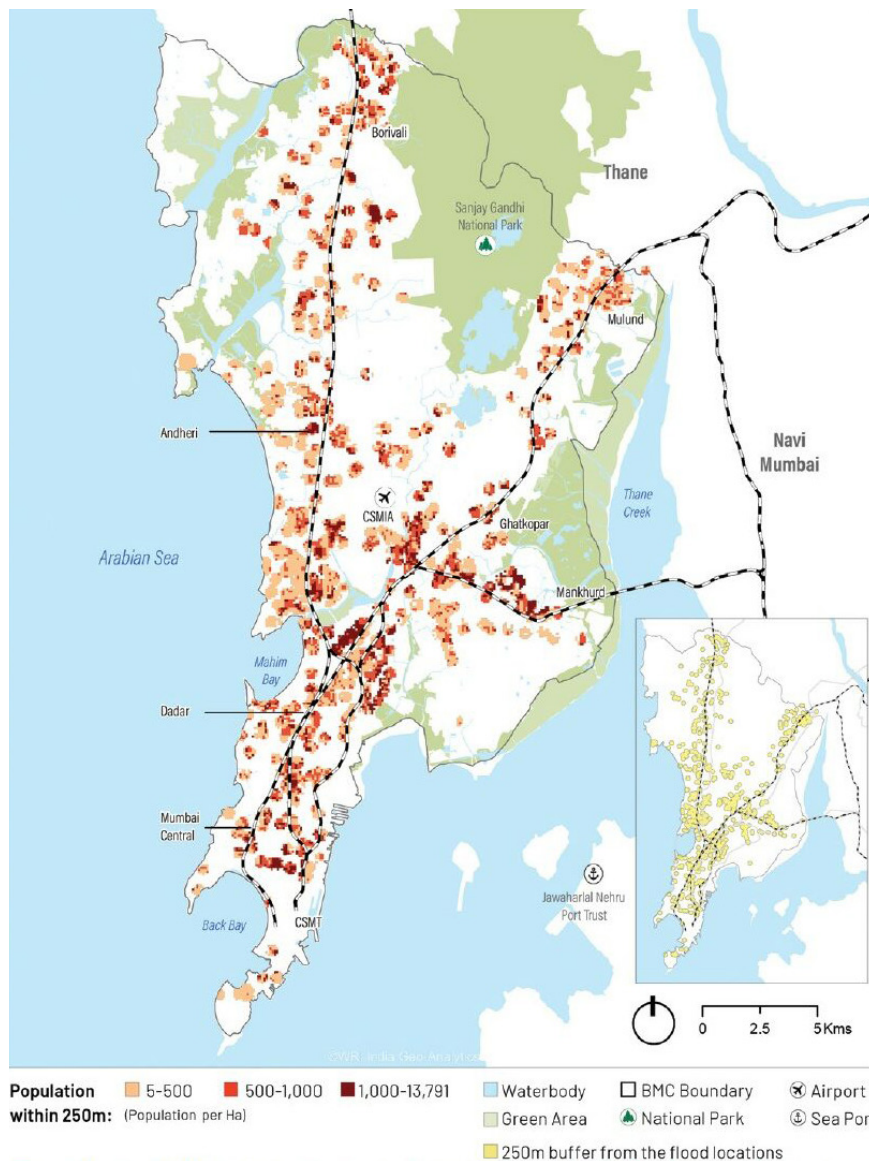 Borivali
Thane
Sanjay Gandhi
National Park
Mulund
Andheri
Navi
Mumbai
CSMIA
Thane
Creek
Ghatkopar
Arabian Sea
Mankhurd
Mahim
Bay
Dadar
Mumbai
Central
Jawaharlal Nehru
Port Trust
Back Bay
CSMT
0 2.5 5 Kms
Population
within 250m:
5-500 500-1,000 1,000-13,791
(Population per Ha)
Waterbody BMC Boundary Airport
Green Area National Park Sea Por
250m buffer from the flood locations